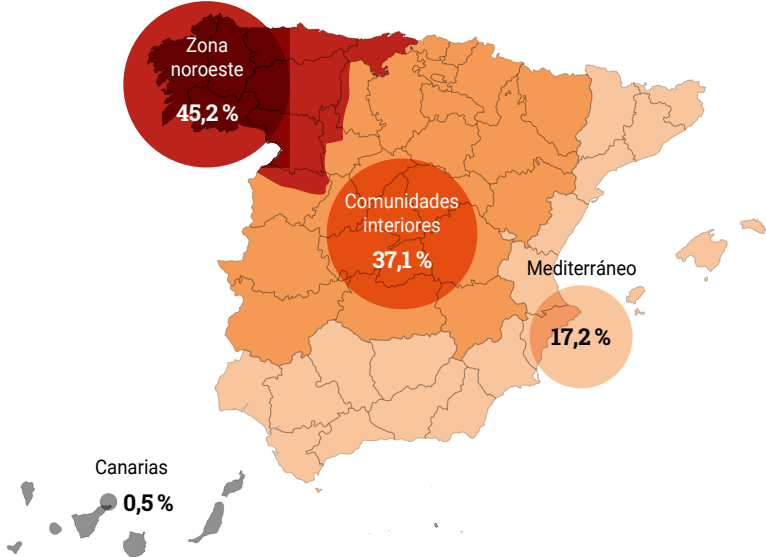 Zona
noroeste
45,2 %
Comunidades
interiores
37,1 %
Mediterráneo
17,2 %
Canarias
0,5 %